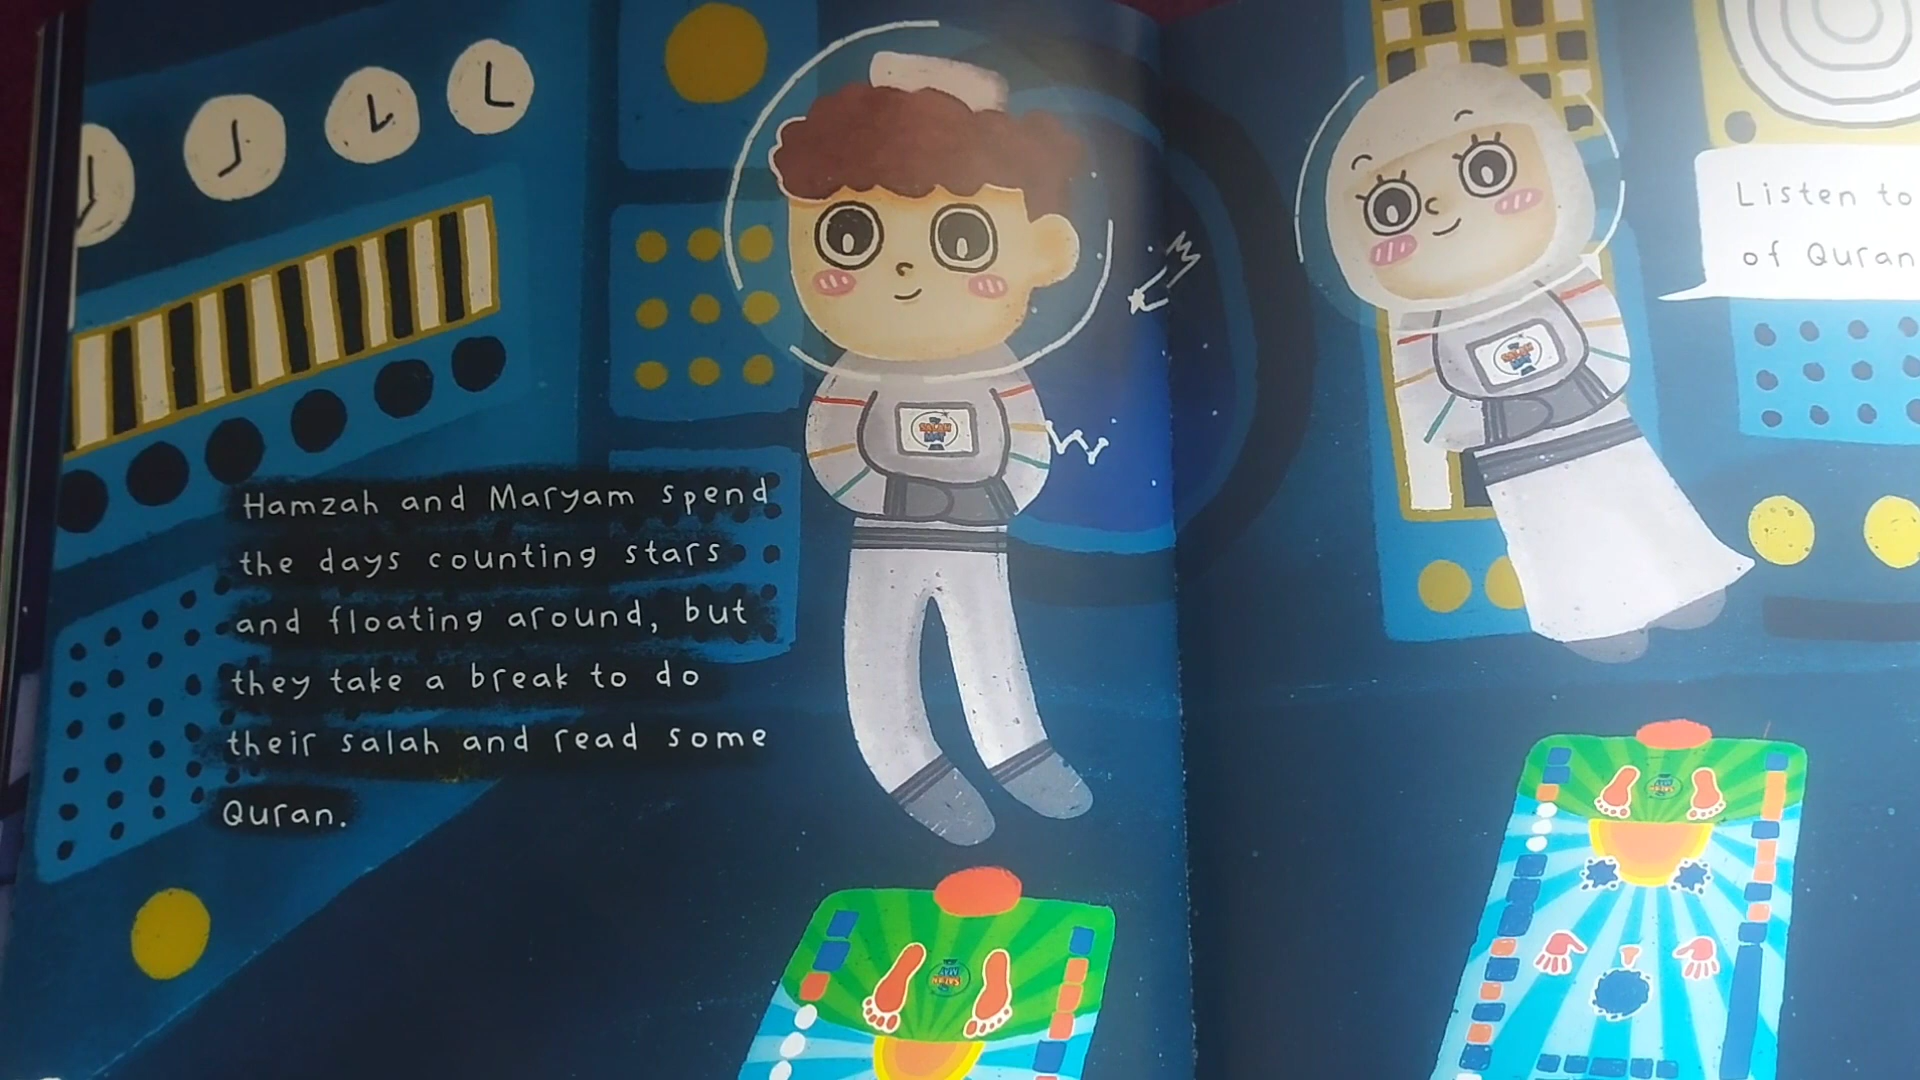 Hamzah and Maryam spend
the days counting stars
and floating around, but
they take a break to do
their salah and read some
Quran.
Listen to
of Quran